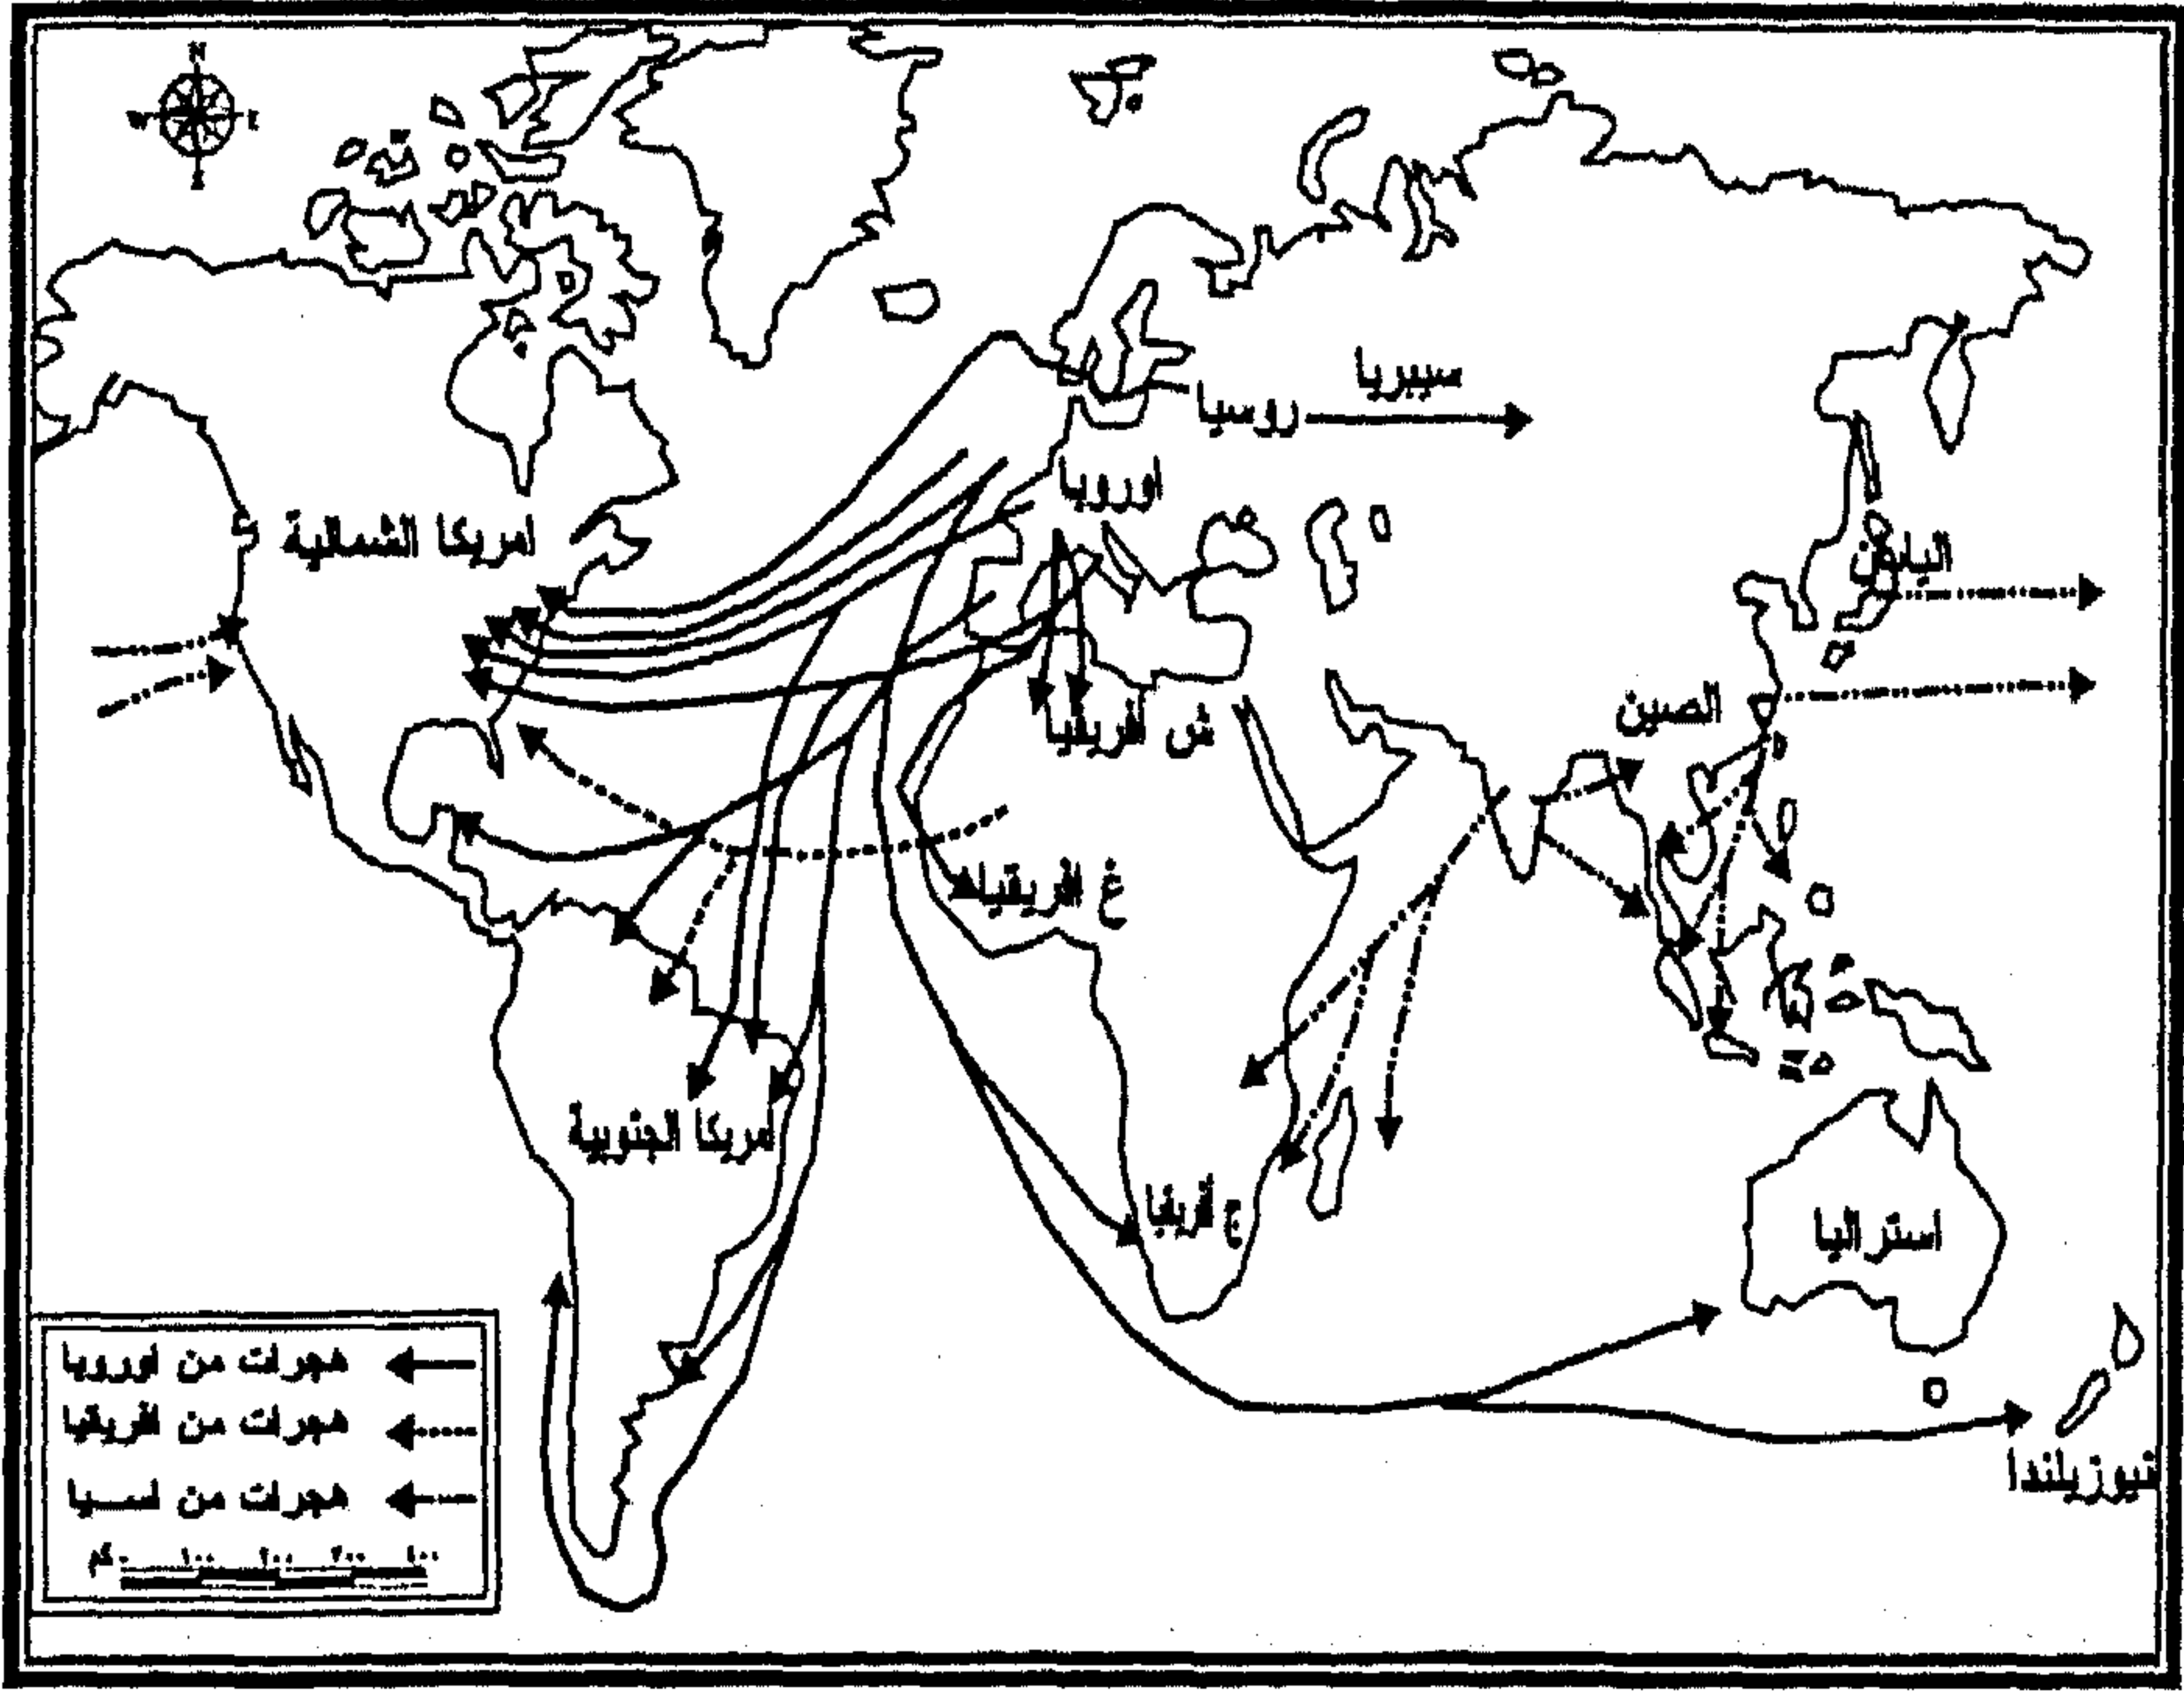 N
W E
S
سيبريا
روسيا
اوروبا
امريكا الشمالية
اليابان
الصين
ش افريقيا
غ افريقيا
امريكا الجنوبية
ج افريقيا
استراليا
نيوزيلندا
هجرات من اوروبا
هجرات من افريقيا
هجرات من اسيا